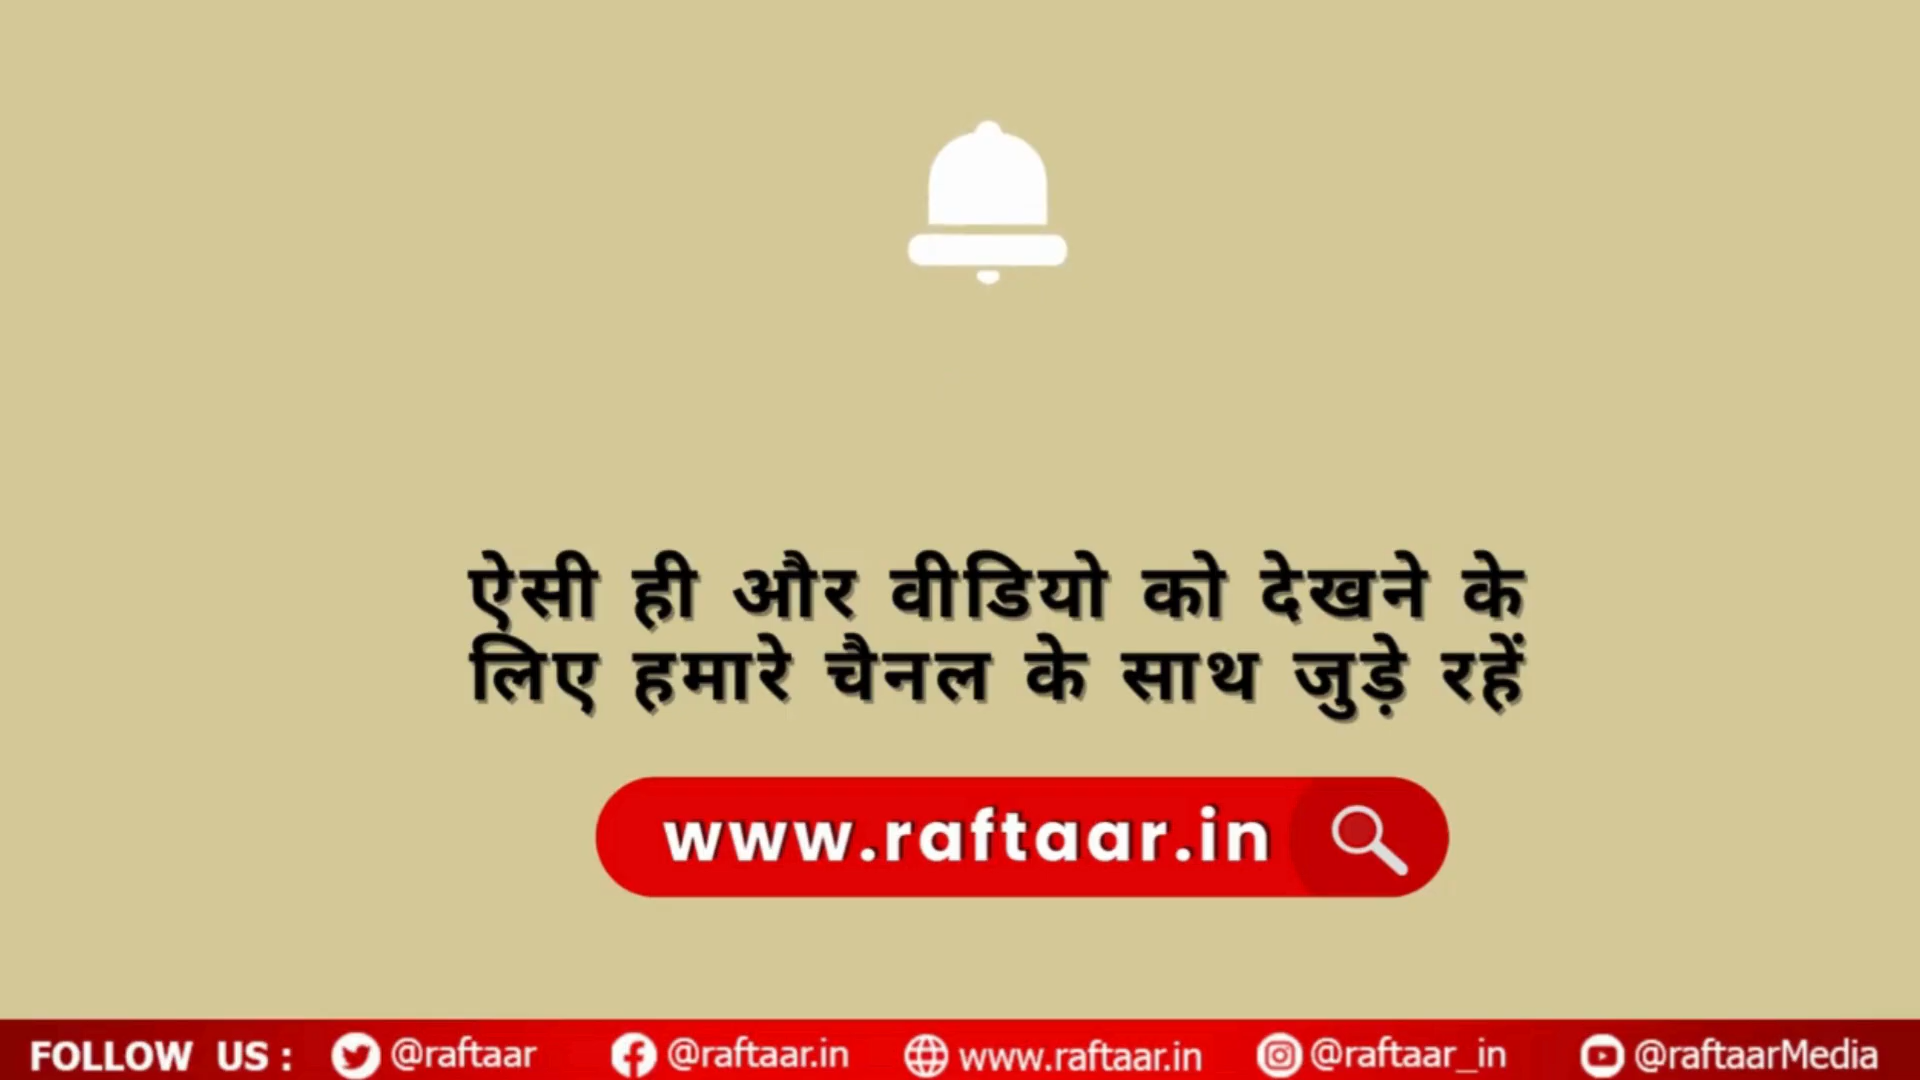 ऐसी ही और वीडियो को देखने के
लिए हमारे चैनल के साथ जुड़े रहें
www.raftaar.in
FOLLOW US : @raftaar @raftaar.in www.raftaar.in @raftaar_in @raftaarMedia